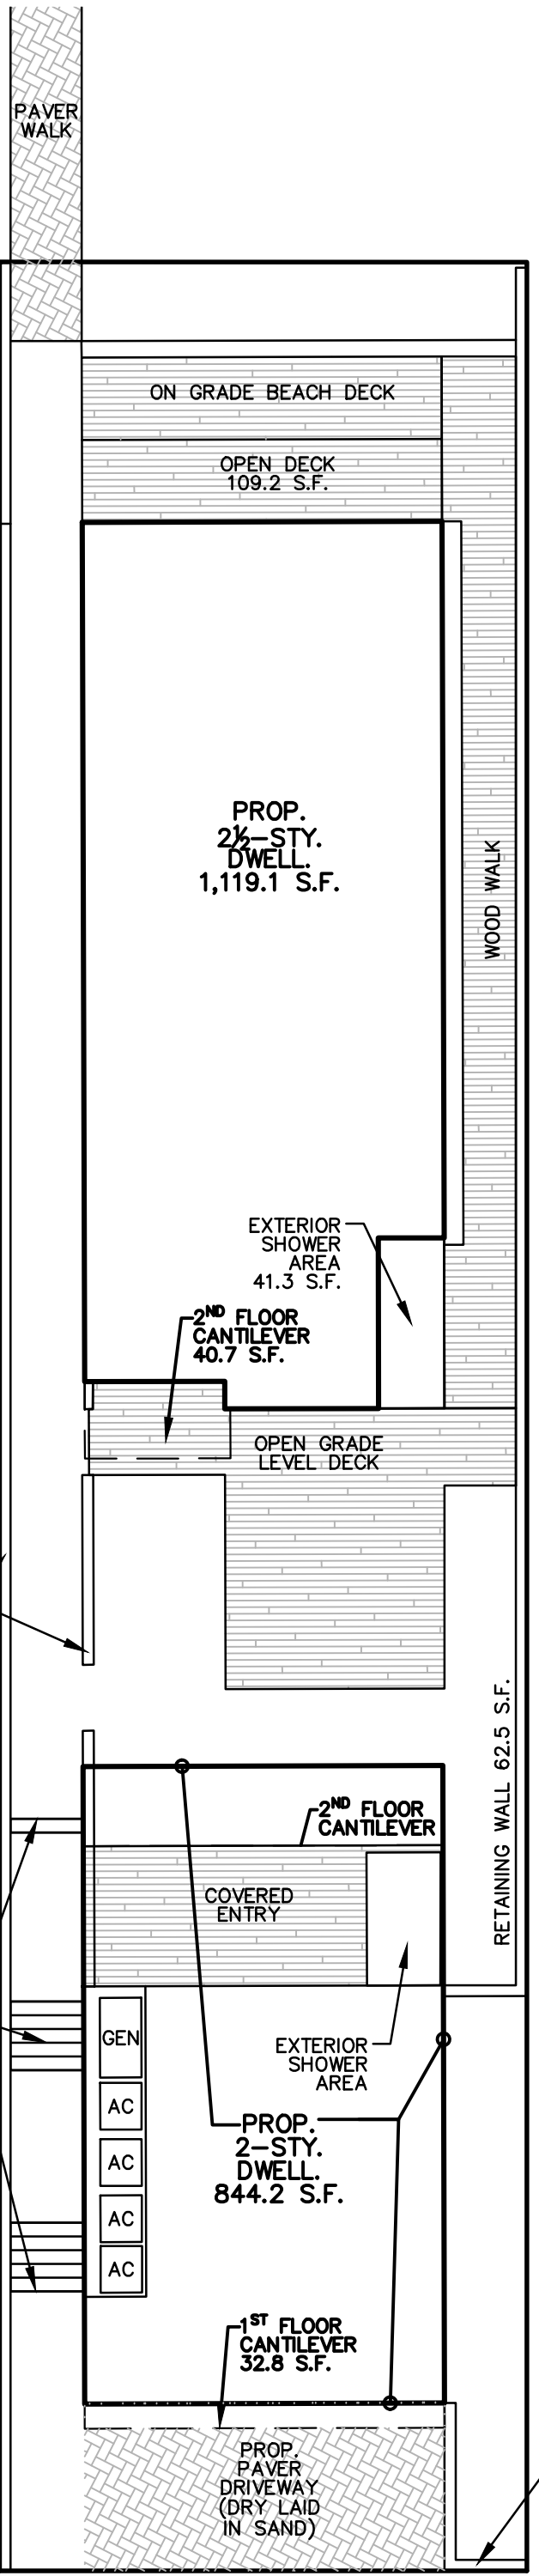 PAVER
WALK
ON GRADE BEACH DECK
OPEN DECK
109.2 S.F.
PROP.
2½-STY.
DWELL.
1,119.1 S.F.
WOOD WALK
EXTERIOR
SHOWER
AREA
41.3 S.F.
2ND FLOOR
CANTILEVER
40.7 S.F.
OPEN GRADE
LEVEL DECK
RETAINING WALL 62.5 S.F.
2ND FLOOR
CANTILEVER
COVERED
ENTRY
GEN
EXTERIOR
SHOWER
AREA
AC
AC
AC
AC
PROP.
2-STY.
DWELL.
844.2 S.F.
1ST FLOOR
CANTILEVER
32.8 S.F.
PROP.
PAVER
DRIVEWAY
(DRY LAID
IN SAND)